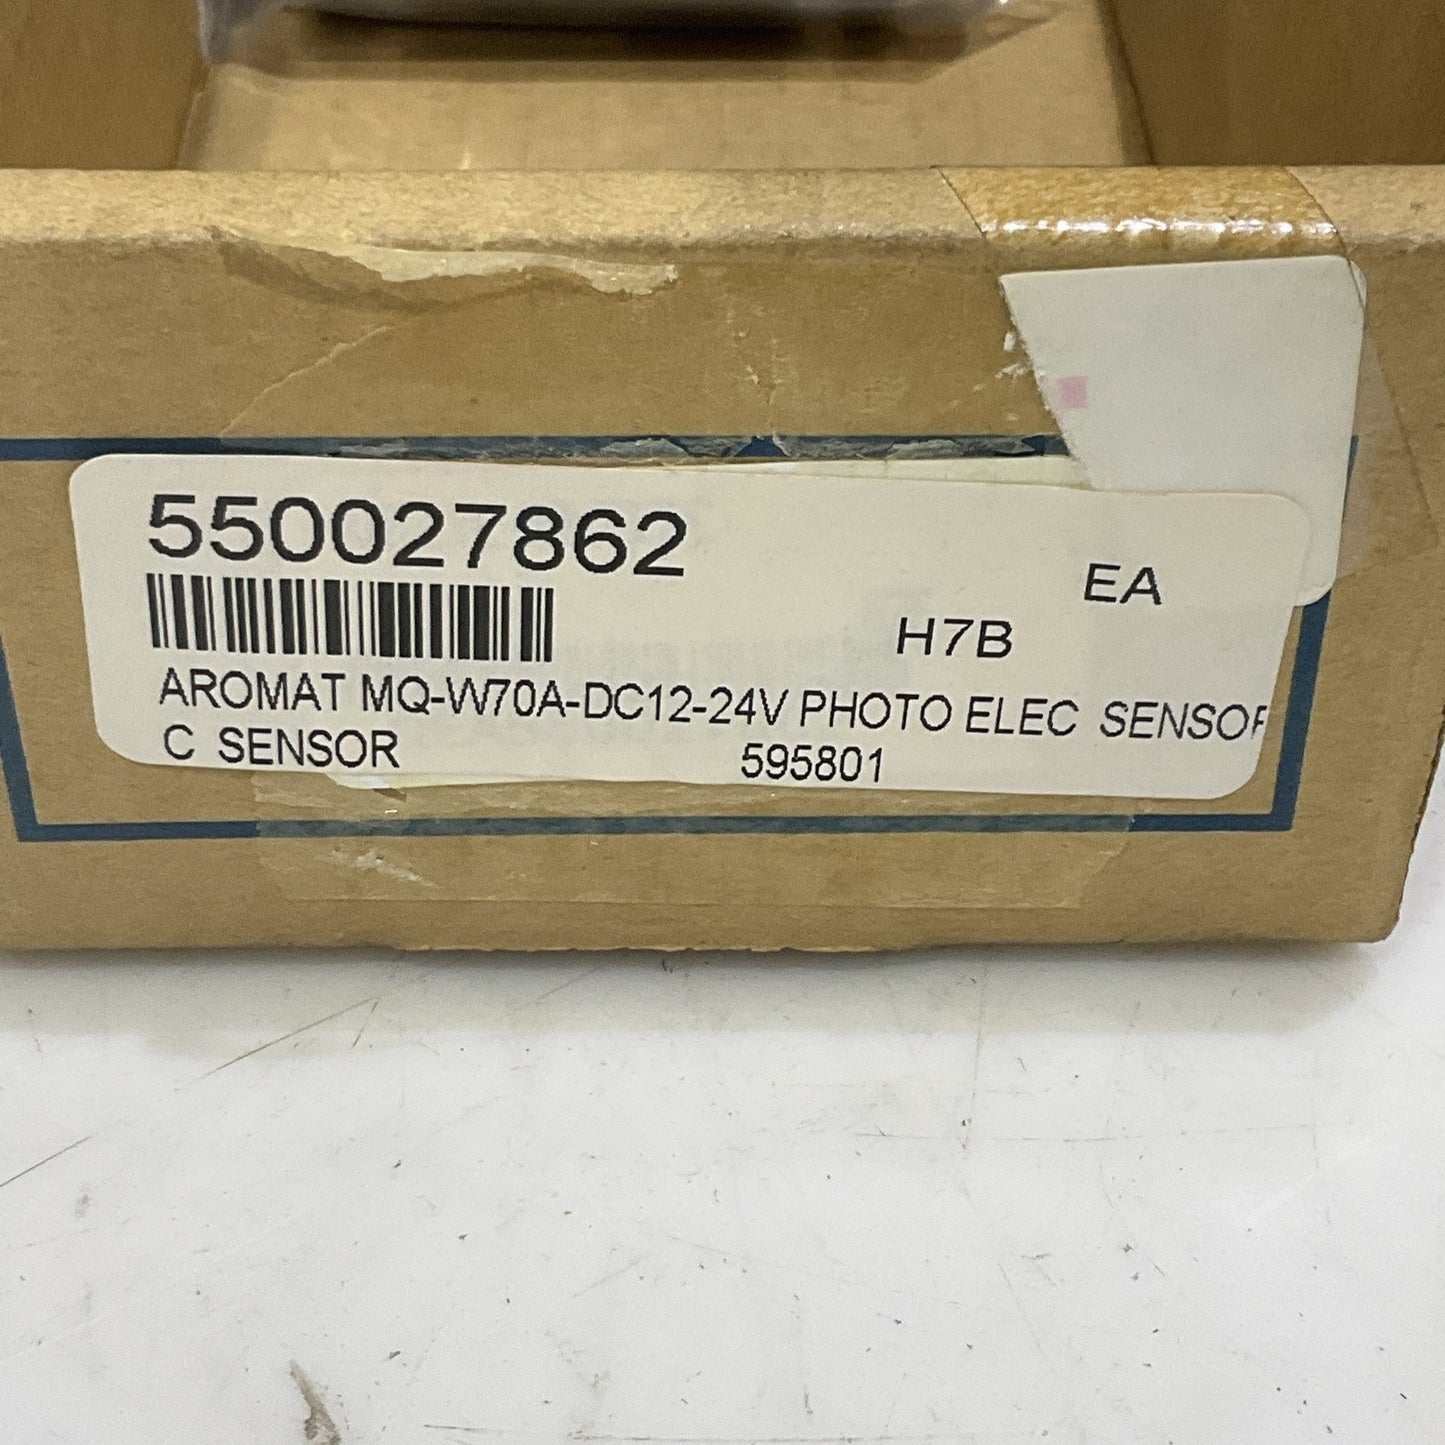 550027862
EA
H7B
AROMAT MQ-W70A-DC12-24V PHOTO ELEC SENSOR
C SENSOR 595801